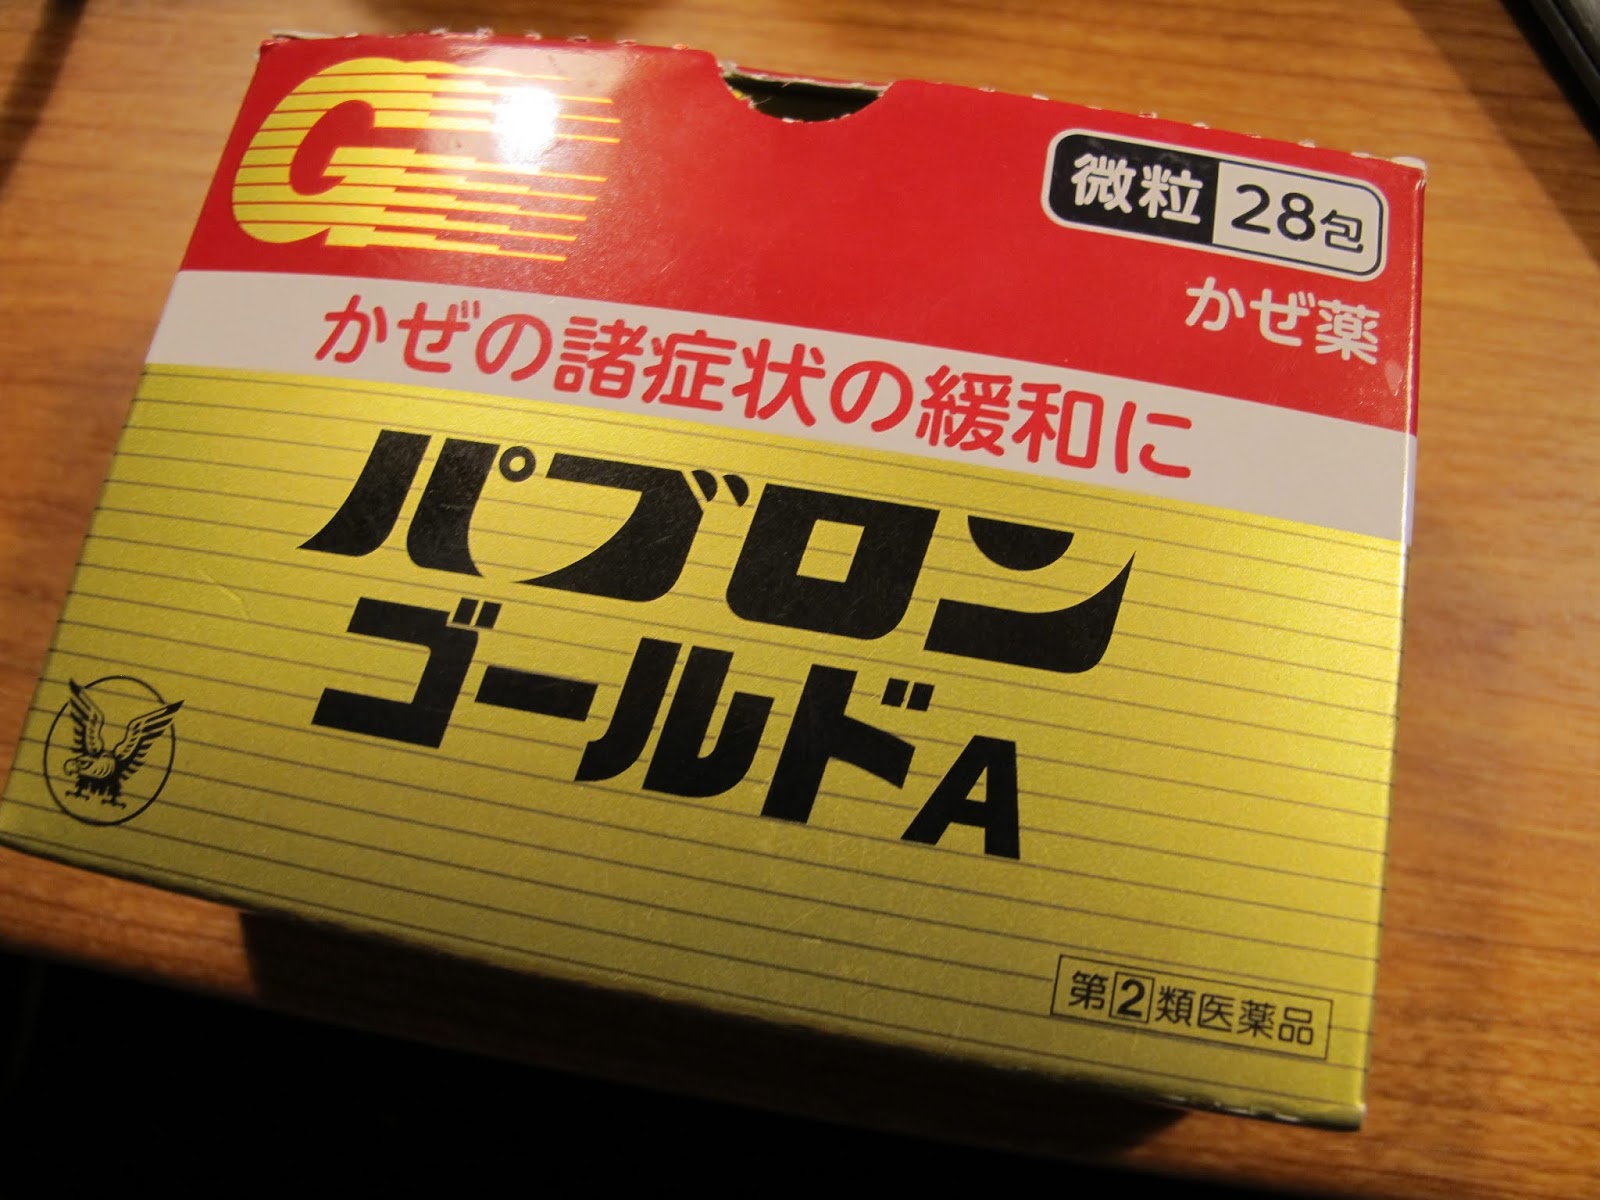 G
微粒 28包
かぜ薬
かぜの諸症状の緩和に
パブロン
ゴールドA
第2類医薬品